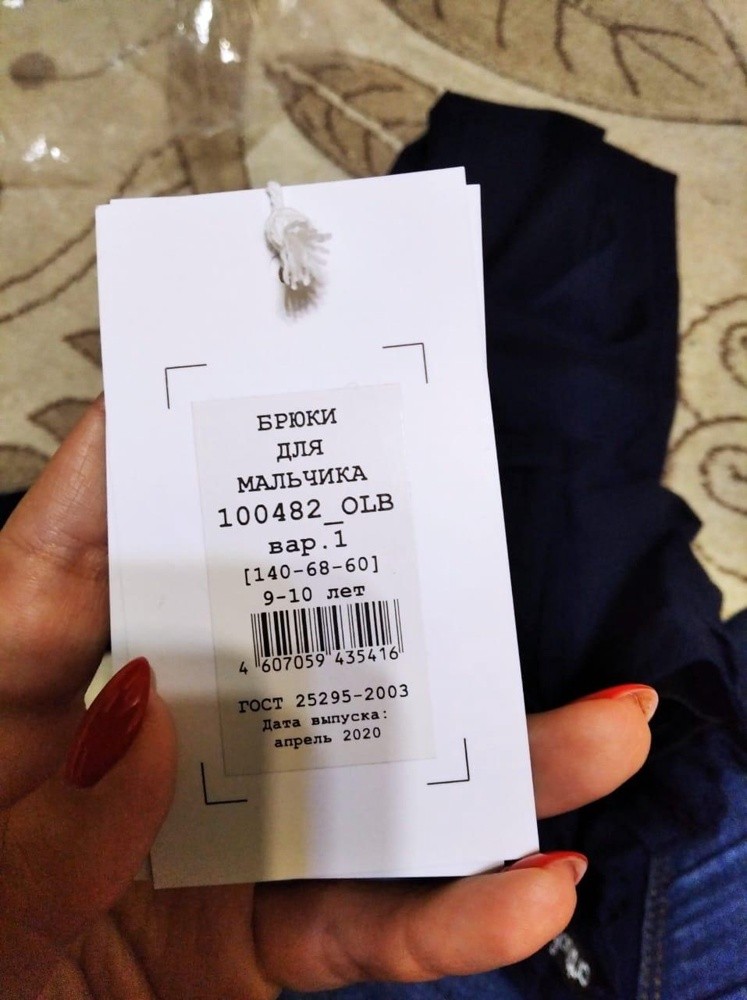 БРЮКИ
ДЛЯ
МАЛЬЧИКА
100482_OLB
вар.1
[140-68-60]
9-10 лет
4 607059 435416
ГОСТ 25295-2003
Дата выпуска:
апрель 2020